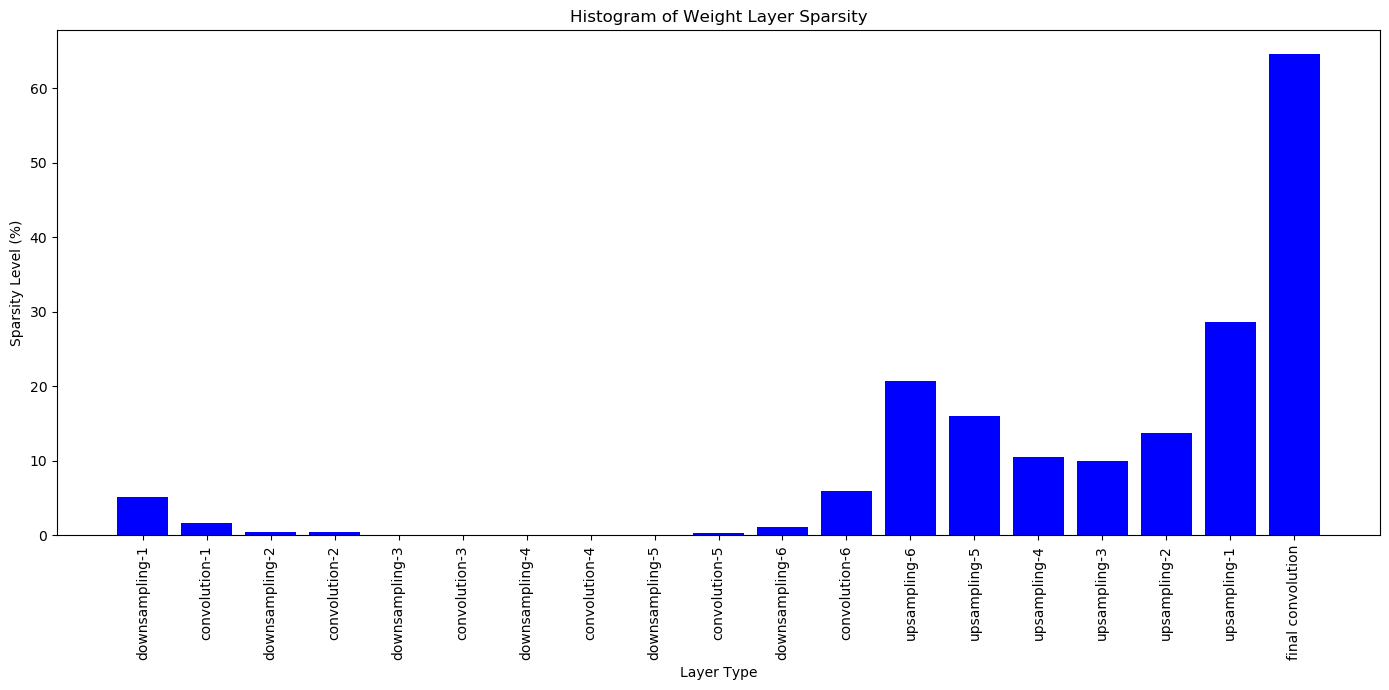 Histogram of Weight Layer Sparsity
Sparsity Level (%)
60
50
40
30
20
10
0
downsampling-1
convolution-1
downsampling-2
convolution-2
downsampling-3
convolution-3
downsampling-4
convolution-4
downsampling-5
convolution-5
downsampling-6
convolution-6
upsampling-6
upsampling-5
upsampling-4
upsampling-3
upsampling-2
upsampling-1
final convolution
Layer Type